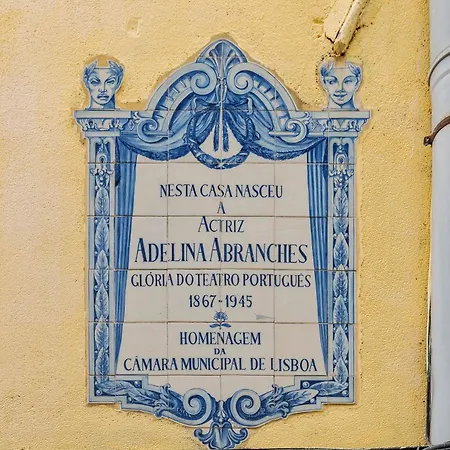 NESTA CASA NASCEU
A
ACTRIZ
ADELINA ABRANCHES
GLÓRIA DO TEATRO PORTUGUÊS
1867-1945
HOMENAGEM
DA
CÂMARA MUNICIPAL DE LISBOA